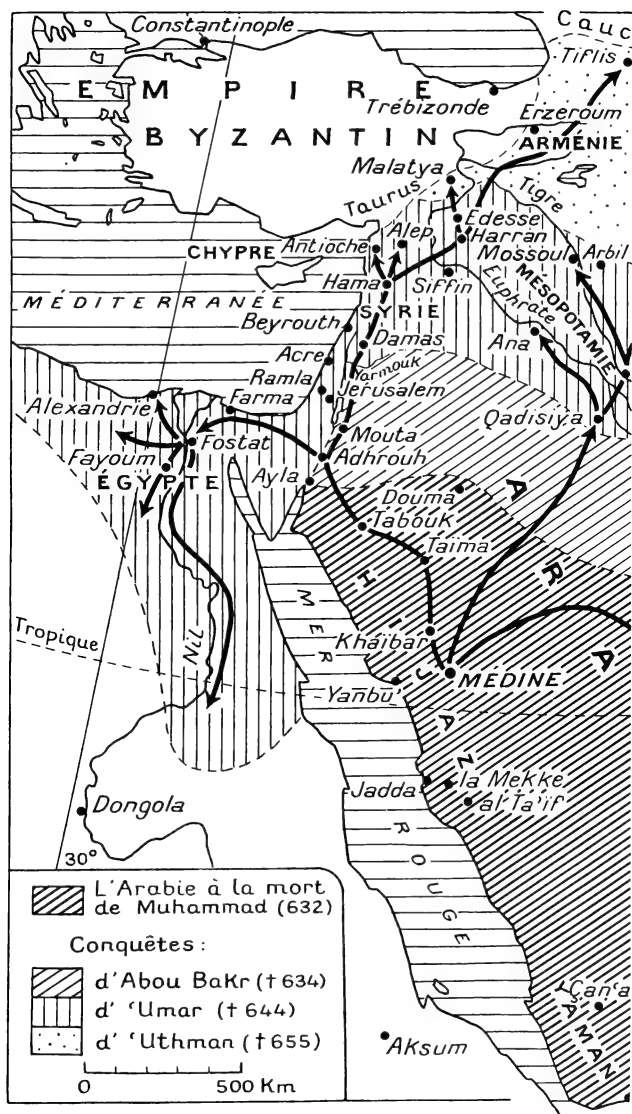 Constantinople
Cauc
Tiflis
EMPIRE
Trébizonde
Erzeroum
BYZANTIN
ARMÉNIE
Malatya
Taurus
Tigre
Edesse
Alep
Harran
CHYPRE
Antioche
Mossoul
Arbil
Hama
Siffin
MÉSOPOTAMIE
MÉDITERRANÉE
SYRIE
Euphrate
Beyrouth
Ana
Damas
Acre
Yarmouk
Ramla
Jérusalem
Alexandrie
Farma
Qadisiya
Fostat
Mouta
Fayoum
Adhrouh
ÉGYPTE
Ayla
Douma
Tabouk
ARA
Taima
HIJAZ
MER ROUGE
Tropique
Nil
Khaïbar
MÉDINE
Yanbu'
Jadda
la Mekke
al Ta'if
Dongola
30°
L'Arabie à la mort
de Muhammad (632)
Conquêtes :
d'Abou Bakr († 634)
d' 'Umar († 644)
d' 'Uthman († 655)
Çan'a
YAMAN
Aksum
0 500 Km